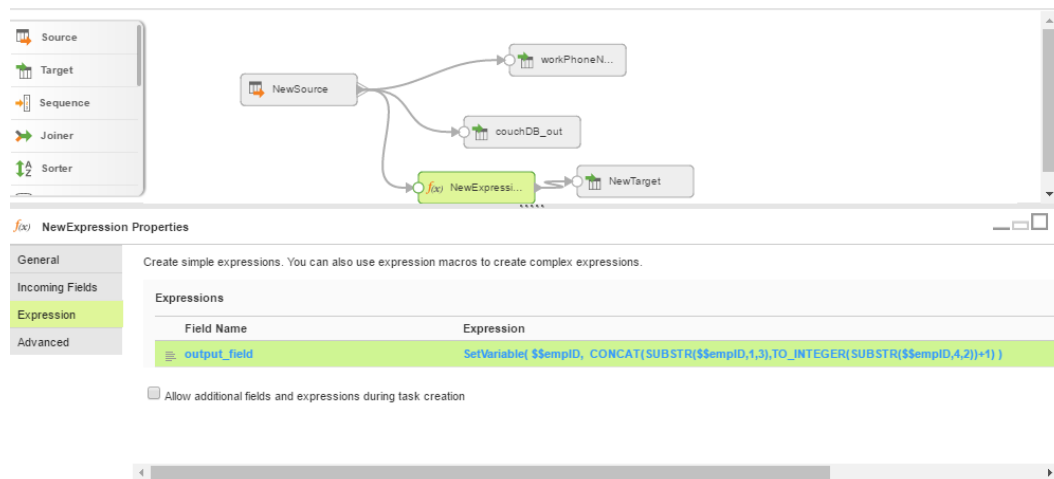 Source
Target
Sequence
Joiner
Sorter
NewSource
workPhoneN...
couchDB_out
f(x) NewExpressi...
NewTarget
f(x) NewExpression Properties
General
Incoming Fields
Expression
Advanced
Create simple expressions. You can also use expression macros to create complex expressions.
Expressions
Field Name Expression
output_field SetVariable( $$empID, CONCAT(SUBSTR($$empID,1,3),TO_INTEGER(SUBSTR($$empID,4,2))+1) )
Allow additional fields and expressions during task creation